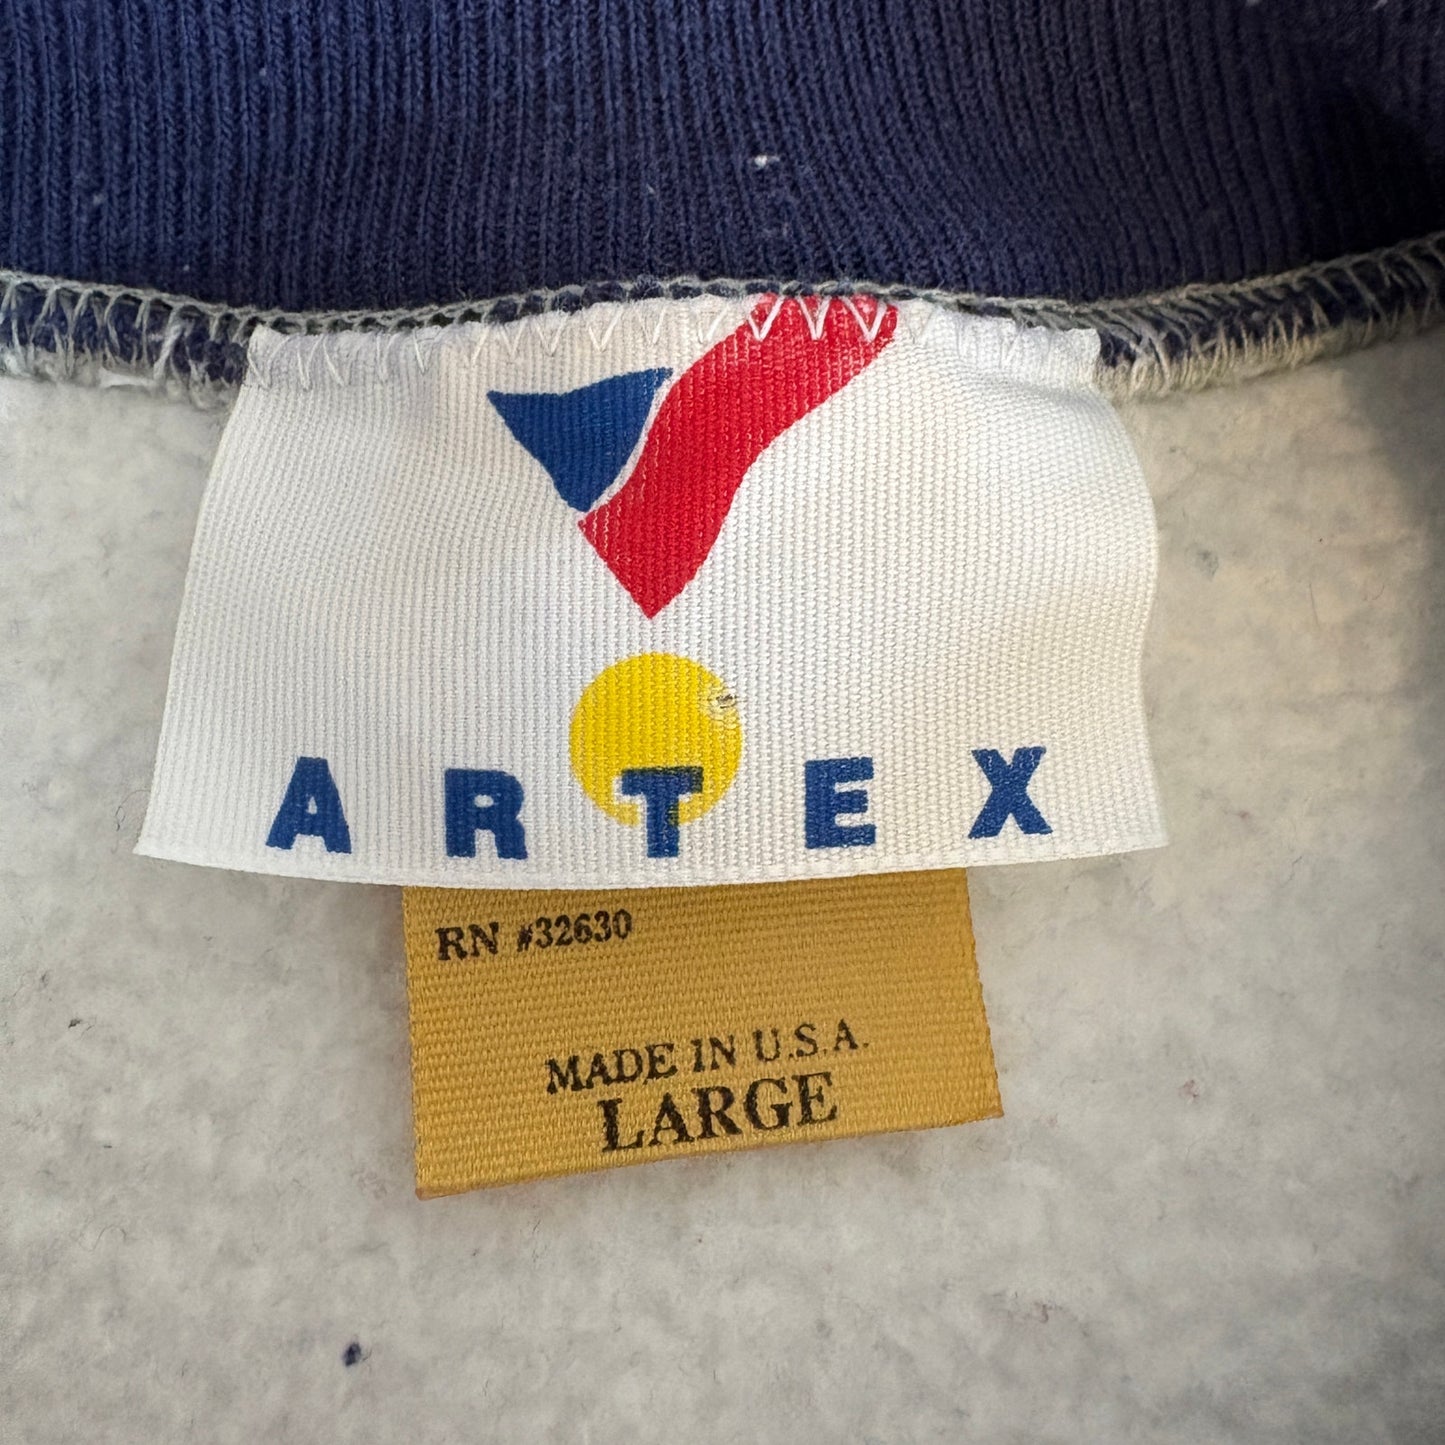 ARTEX
RN #32630
MADE IN U.S.A.
LARGE